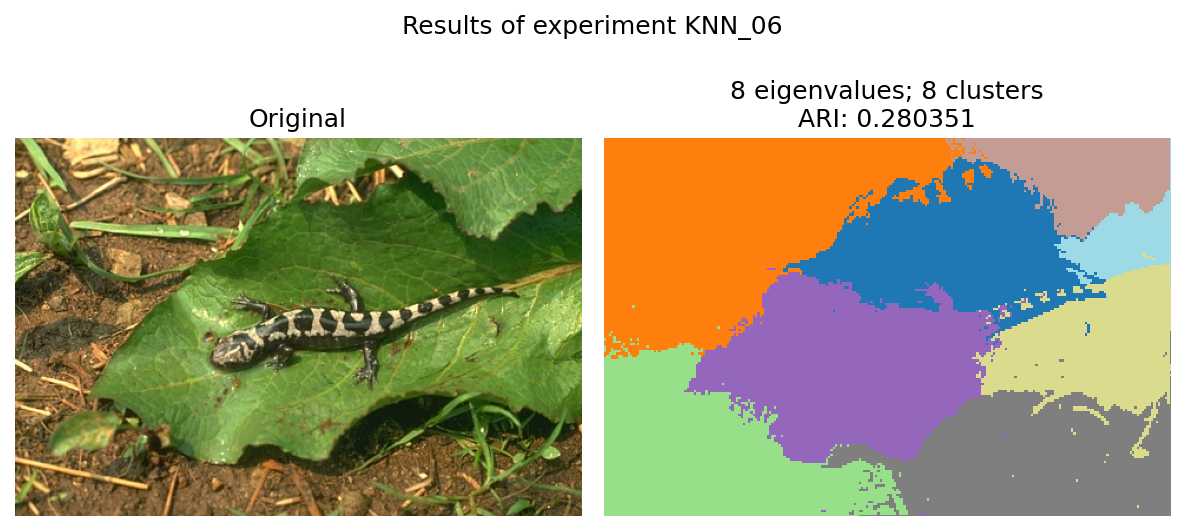 Results of experiment KNN_06
Original
8 eigenvalues; 8 clusters
ARI: 0.280351